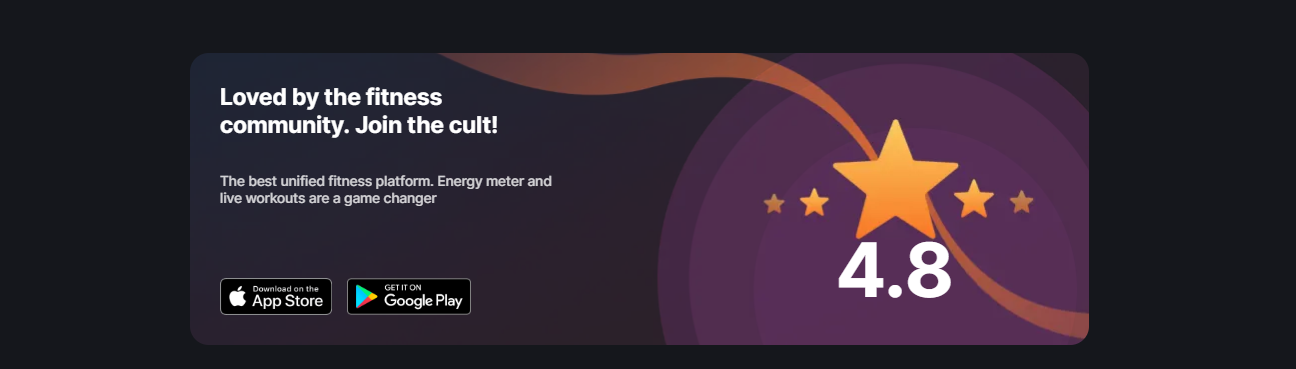 Loved by the fitness
community. Join the cult!
The best unified fitness platform. Energy meter and
live workouts are a game changer
Download on the
App Store
GET IT ON
Google Play
4.8